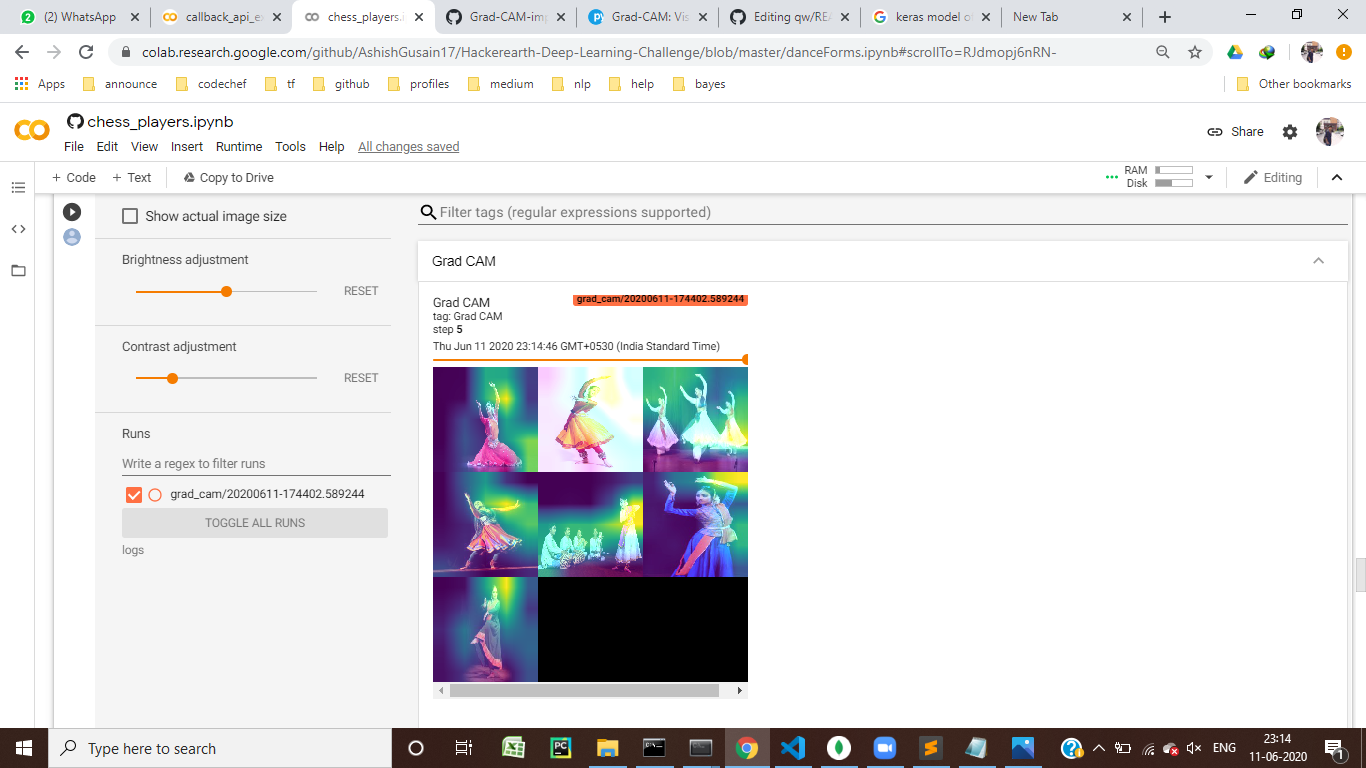 (2) WhatsApp
callback_api_ex
chess_players.i
Grad-CAM-imp
Grad-CAM: Vis
Editing qw/REA
keras model of
New Tab
colab.research.google.com/github/AshishGusain17/Hackerearth-Deep-Learning-Challenge/blob/master/danceForms.ipynb#scrollTo=RJdmopj6nRN-
Apps announce codechef tf github profiles medium nlp help bayes Other bookmarks
chess_players.ipynb
File Edit View Insert Runtime Tools Help All changes saved
Share
+ Code + Text Copy to Drive
RAM
Disk
Editing
Show actual image size
Brightness adjustment
RESET
Contrast adjustment
RESET
Runs
Write a regex to filter runs
grad_cam/20200611-174402.589244
TOGGLE ALL RUNS
logs
Filter tags (regular expressions supported)
Grad CAM
Grad CAM
grad_cam/20200611-174402.589244
tag: Grad CAM
step 5
Thu Jun 11 2020 23:14:46 GMT+0530 (India Standard Time)
Type here to search
ENG
23:14
11-06-2020
1